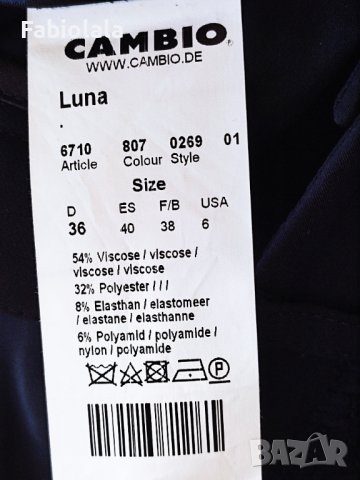 Fabiolala
CAMBIO
WWW.CAMBIO.DE
Luna
.
6710 807 0269 01
Article Colour Style
Size
D ES F/B USA
36 40 38 6
54% Viscose / viscose /
viscose / viscose
32% Polyester / / /
8% Elasthan / elastomeer
/ elastane / elasthanne
6% Polyamid / polyamide /
nylon / polyamide
P
BAZAR